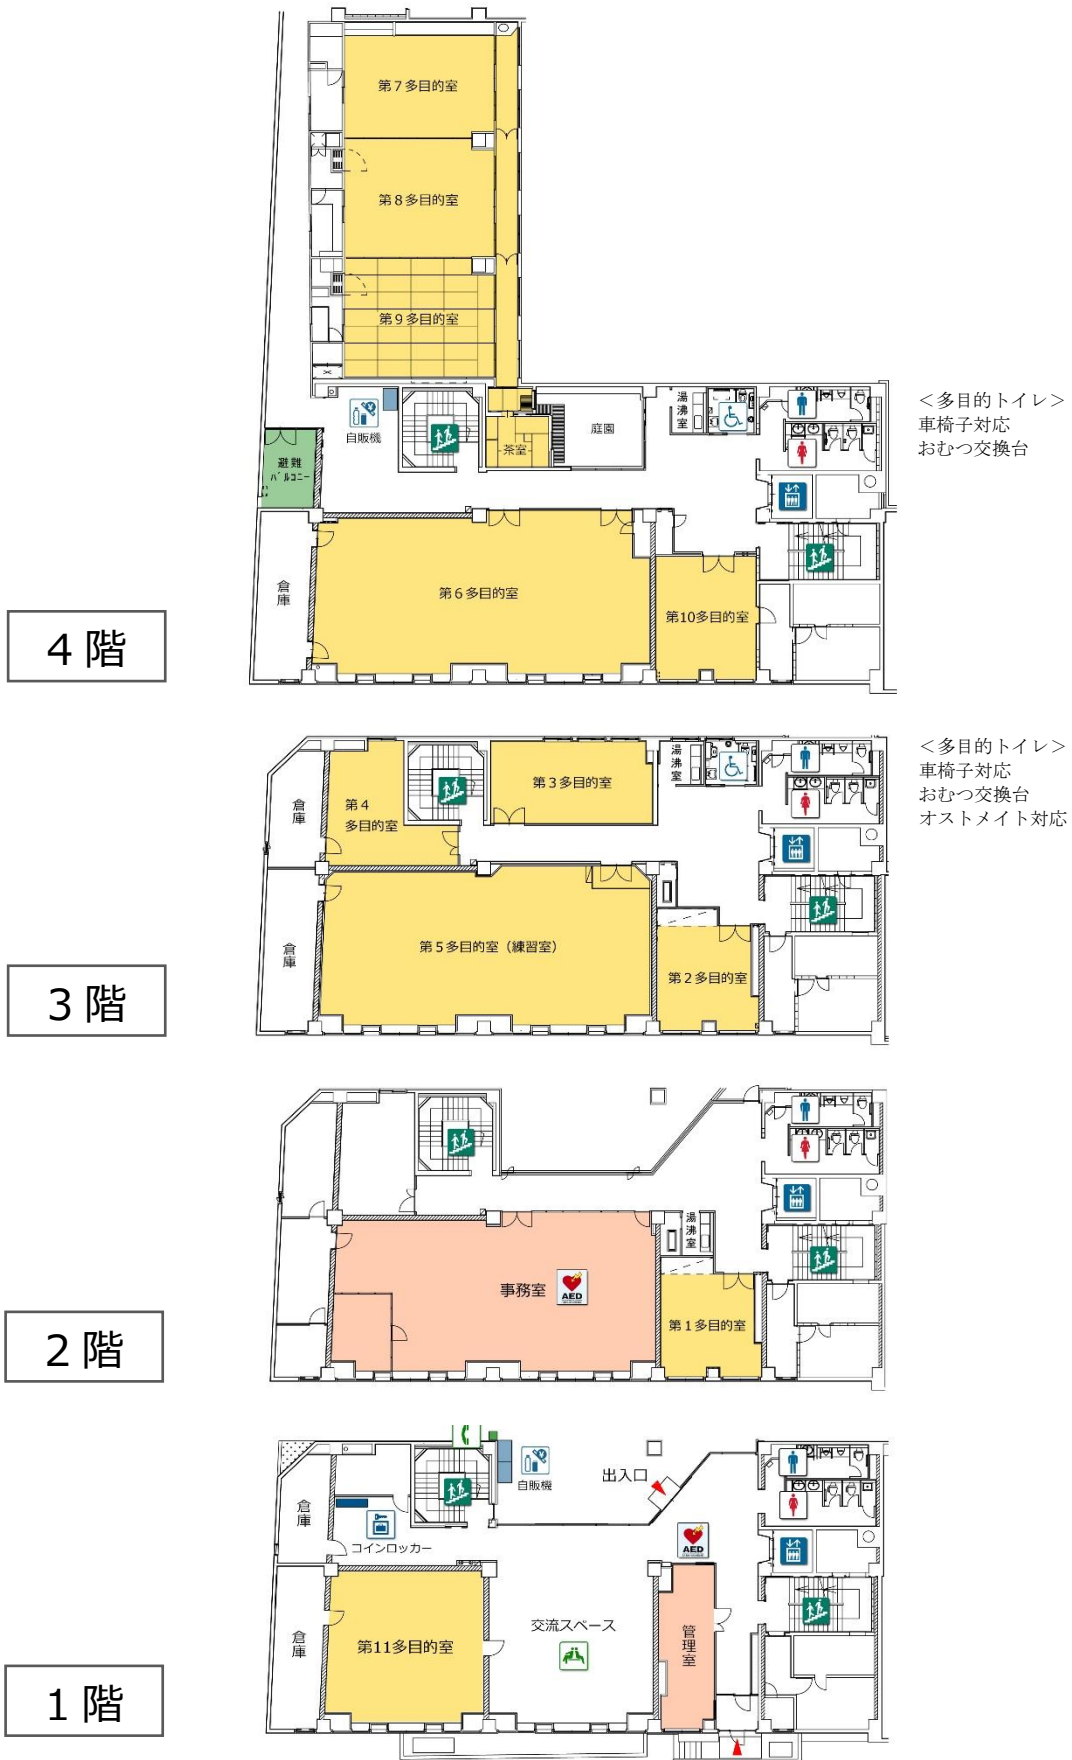 第７多目的室
第８多目的室
第９多目的室
自販機
茶室
庭園
湯沸室
＜多目的トイレ＞
車椅子対応
おむつ交換台
避難
バルコニー
倉庫
第６多目的室
第10多目的室
４階
倉庫
第４
多目的室
第３多目的室
湯沸室
＜多目的トイレ＞
車椅子対応
おむつ交換台
オストメイト対応
倉庫
第５多目的室（練習室）
第２多目的室
３階
事務室
AED
湯沸室
第１多目的室
２階
自販機
出入口
倉庫
コインロッカー
AED
倉庫
第11多目的室
交流スペース
管理室
１階